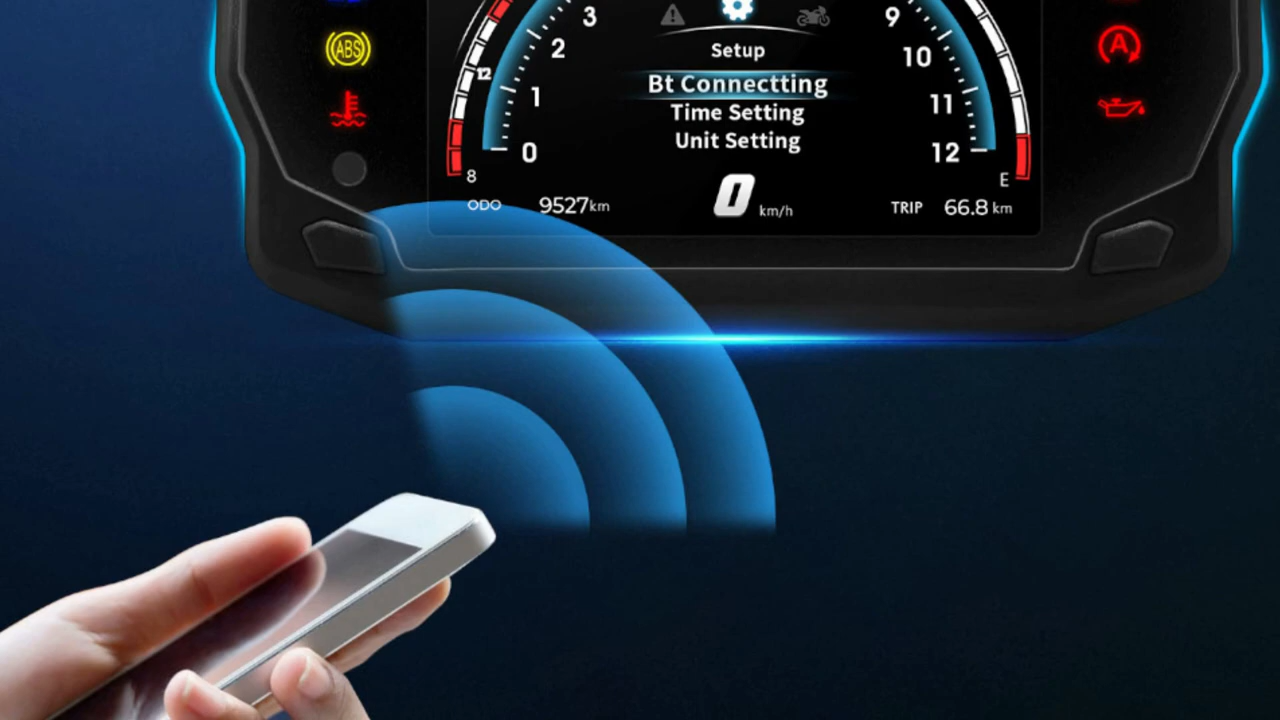 3
9
ABS
2
Setup
10
A
12
Bt Connectting
1
Time Setting
11
Unit Setting
0
12
8
E
ODO 9527km
0 km/h
TRIP 66.8 km